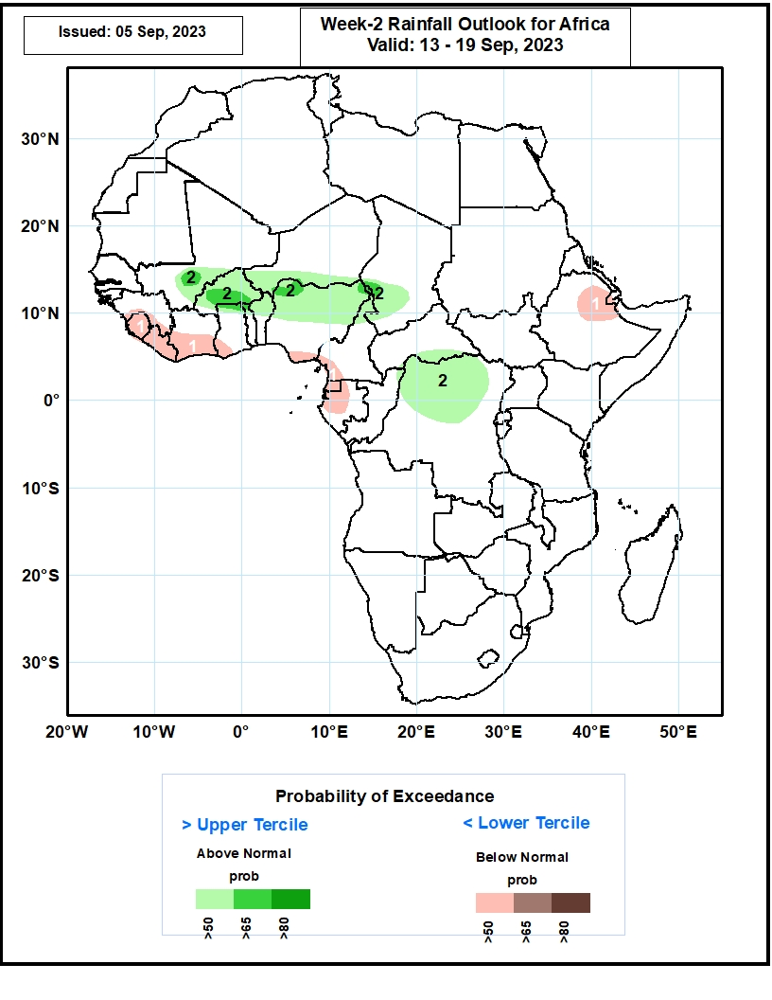 Issued: 05 Sep, 2023
Week-2 Rainfall Outlook for Africa
Valid: 13 - 19 Sep, 2023
30°N
20°N
10°N
0°
10°S
20°S
30°S
2
2
2
2
1
1
1
1
2
20°W
10°W
0°
10°E
20°E
30°E
40°E
50°E
Probability of Exceedance
> Upper Tercile
< Lower Tercile
Above Normal
Below Normal
prob
prob
>50
>65
>80
>50
>65
>80